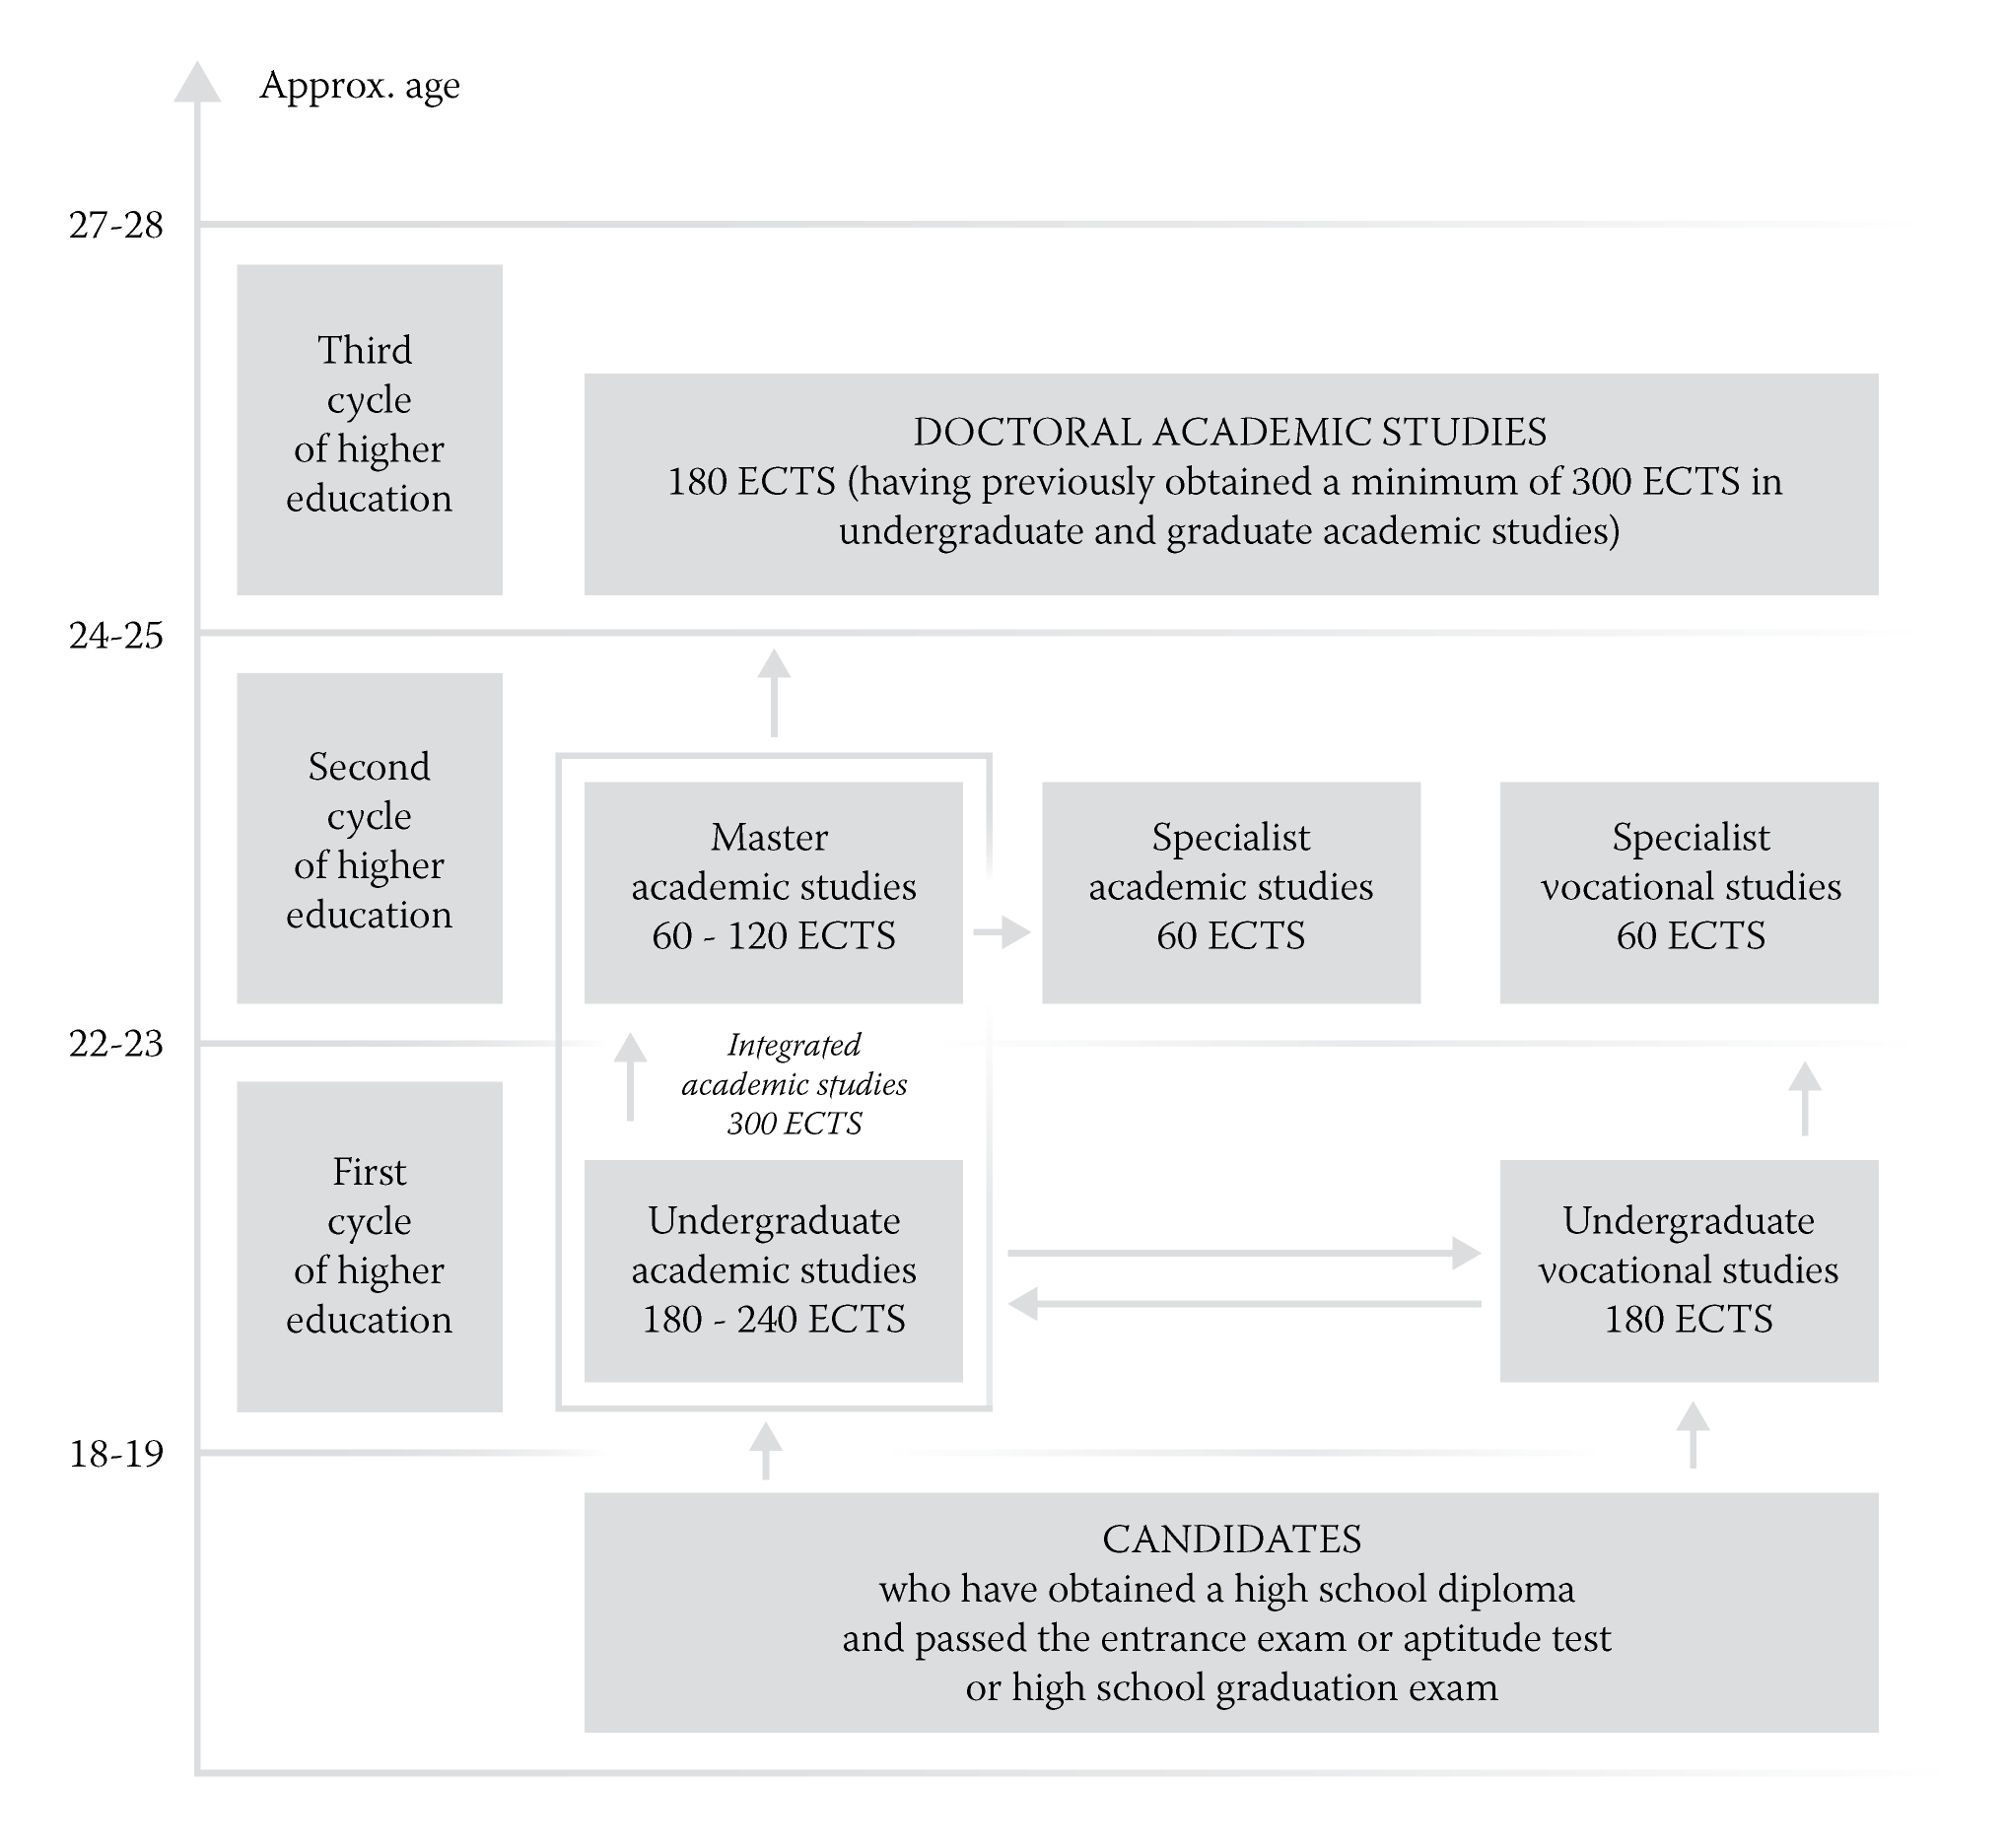 Approx. age
27-28
Third
cycle
of higher
education
DOCTORAL ACADEMIC STUDIES
180 ECTS (having previously obtained a minimum of 300 ECTS in
undergraduate and graduate academic studies)
24-25
Second
cycle
of higher
education
Master
academic studies
60 - 120 ECTS
Specialist
academic studies
60 ECTS
Specialist
vocational studies
60 ECTS
22-23
Integrated
academic studies
300 ECTS
First
cycle
of higher
education
Undergraduate
academic studies
180 - 240 ECTS
Undergraduate
vocational studies
180 ECTS
18-19
CANDIDATES
who have obtained a high school diploma
and passed the entrance exam or aptitude test
or high school graduation exam